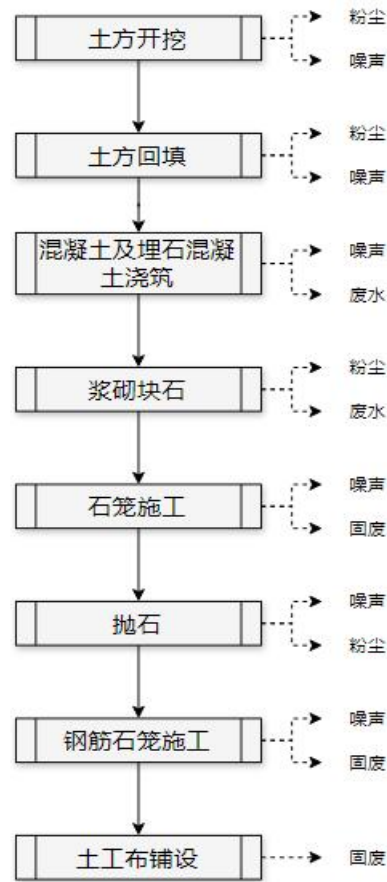 土方开挖
粉尘
噪声
土方回填
粉尘
噪声
混凝土及埋石混凝
土浇筑
噪声
废水
浆砌块石
粉尘
废水
石笼施工
噪声
固废
抛石
噪声
粉尘
钢筋石笼施工
噪声
固废
土工布铺设
固废